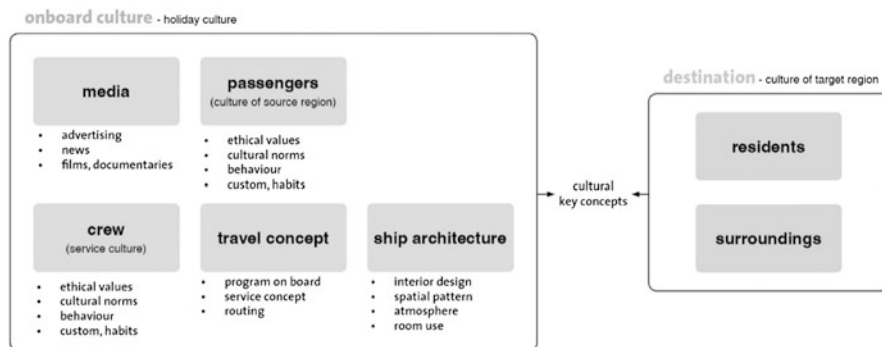 onboard culture - holiday culture
media
• advertising
• news
• films, documentaries
passengers
(culture of source region)
• ethical values
• cultural norms
• behaviour
• custom, habits
crew
(service culture)
• ethical values
• cultural norms
• behaviour
• custom, habits
travel concept
• program on board
• service concept
• routing
ship architecture
• interior design
• spatial pattern
• atmosphere
• room use
cultural
key concepts
destination - culture of target region
residents
surroundings